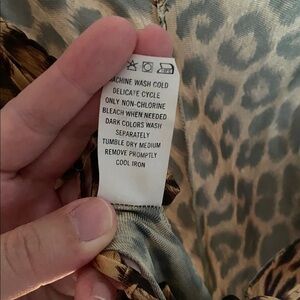 MACHINE WASH COLD
DELICATE CYCLE
ONLY NON-CHLORINE
BLEACH WHEN NEEDED
DARK COLORS WASH
SEPARATELY
TUMBLE DRY MEDIUM
REMOVE PROMPTLY
COOL IRON